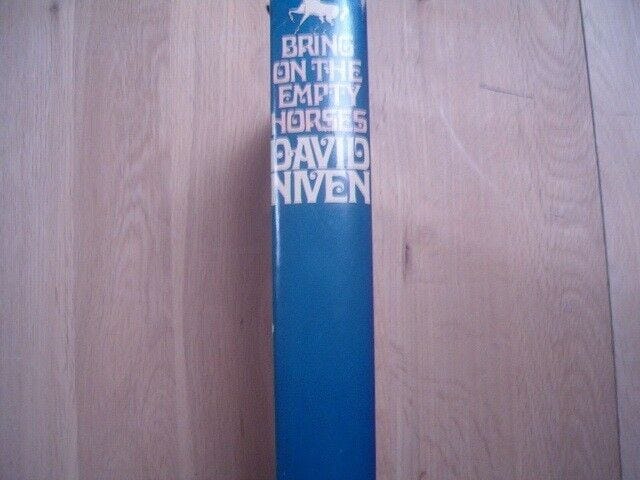 BRING
ON THE
EMPTY
HORSES
DAVID
NIVEN